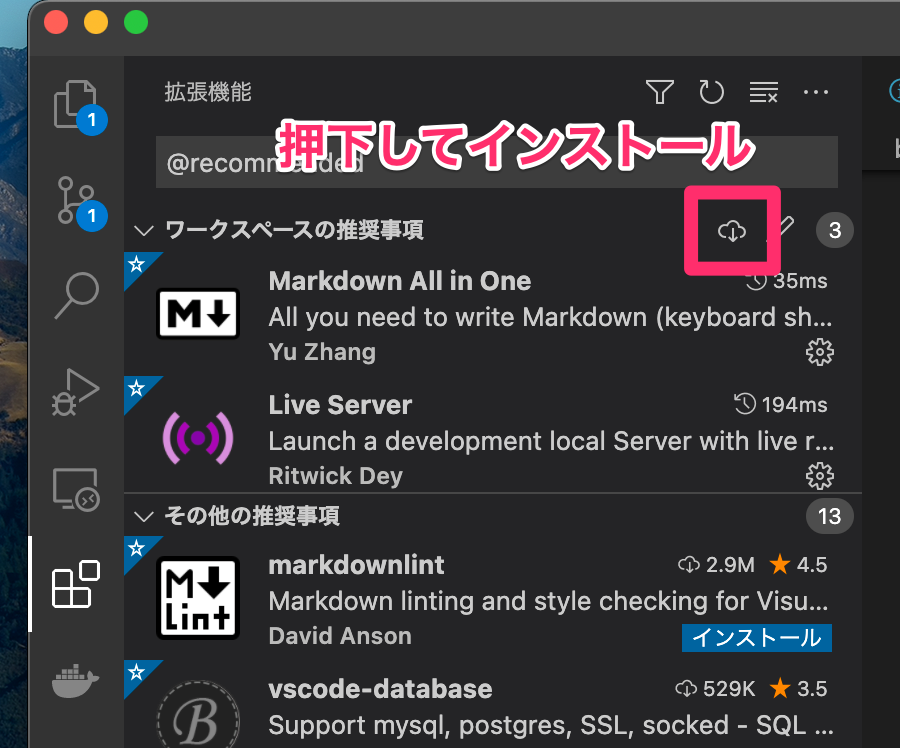 拡張機能
1
押下してインストール
@recommended
1
ワークスペースの推奨事項
3
Markdown All in One
35ms
All you need to write Markdown (keyboard sh...
Yu Zhang
Live Server
194ms
Launch a development local Server with live r...
Ritwick Dey
その他の推奨事項
13
markdownlint
2.9M
4.5
Markdown linting and style checking for Visu...
David Anson
インストール
vscode-database
529K
3.5
Support mysql, postgres, SSL, socked - SQL ...
M
M
Lint
B